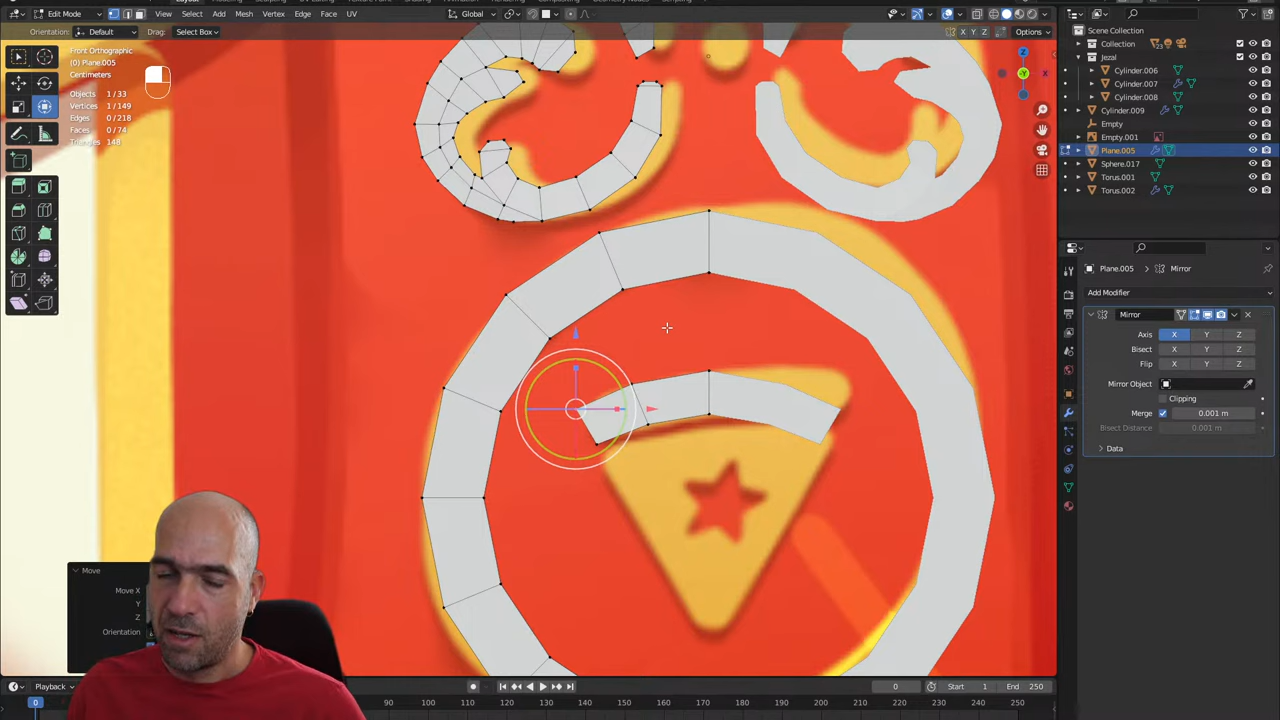 Edit Mode View Select Add Mesh Vertex Edge Face UV Global
Orientation: Default Drag: Select Box X Y Z Options
Front Orthographic
(0) Plane.005
Centimeters
Objects 1/33
Vertices 1/149
Edges 0/218
Faces 0/74
Triangles 148
Z
Y
X
Scene Collection
Collection
Jezal
Cylinder.006
Cylinder.007
Cylinder.008
Cylinder.009
Empty
Empty.001
Plane.005
Sphere.017
Torus.001
Torus.002
Plane.005 Mirror
Add Modifier
Mirror
Axis X Y Z
Bisect X Y Z
Flip X Y Z
Mirror Object
Clipping
Merge 0.001 m
Bisect Distance 0.001 m
Data
Move
Move X
Y
Z
Orientation
Playback 0 Start 1 End 250
0 90 100 110 120 130 140 150 160 170 180 190 200 210 220 230 240 250